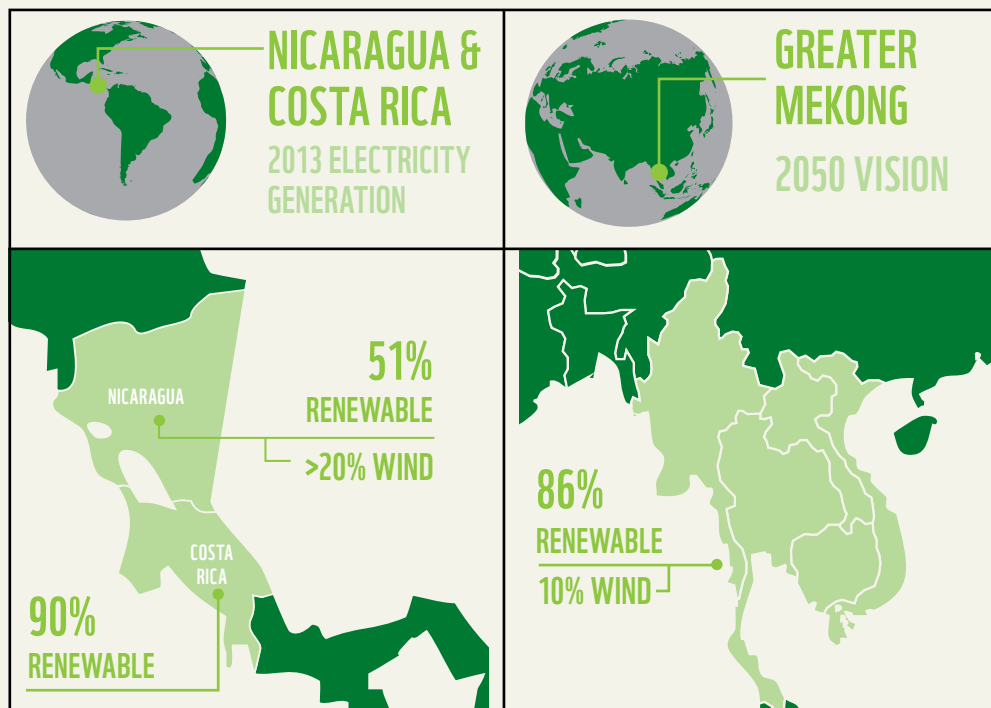 NICARAGUA &
COSTA RICA
2013 ELECTRICITY
GENERATION
GREATER
MEKONG
2050 VISION
51%
RENEWABLE
>20% WIND
NICARAGUA
COSTA
RICA
90%
RENEWABLE
86%
RENEWABLE
10% WIND